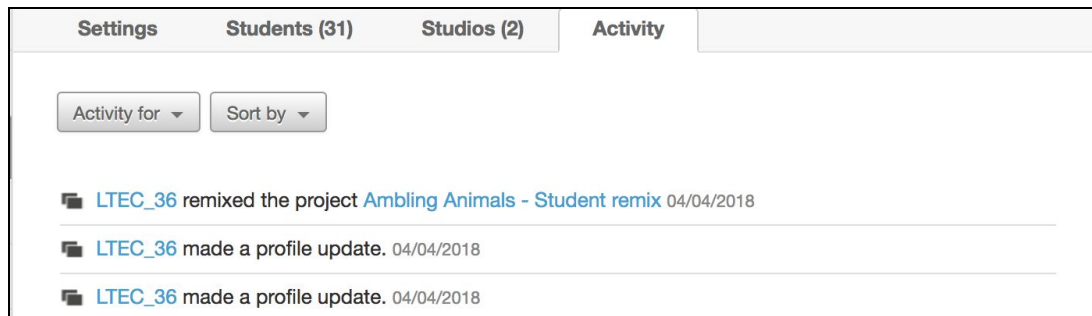 Settings Students (31) Studios (2) Activity
Activity for Sort by
LTEC_36 remixed the project Ambling Animals - Student remix 04/04/2018
LTEC_36 made a profile update. 04/04/2018
LTEC_36 made a profile update. 04/04/2018